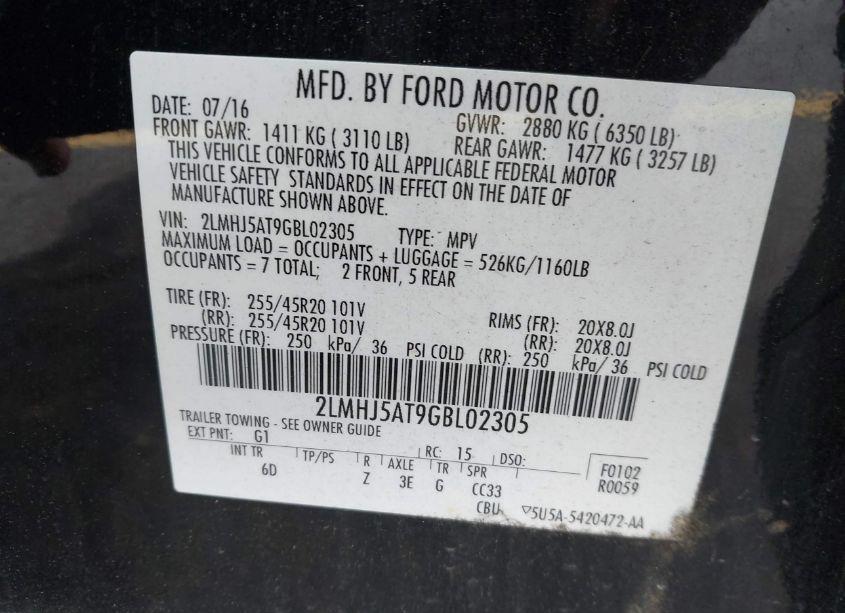 MFD. BY FORD MOTOR CO.
DATE: 07/16 GVWR: 2880 KG ( 6350 LB)
FRONT GAWR: 1411 KG ( 3110 LB) REAR GAWR: 1477 KG ( 3257 LB)
THIS VEHICLE CONFORMS TO ALL APPLICABLE FEDERAL MOTOR
VEHICLE SAFETY STANDARDS IN EFFECT ON THE DATE OF
MANUFACTURE SHOWN ABOVE.
VIN: 2LMHJ5AT9GBL02305 TYPE: MPV
MAXIMUM LOAD = OCCUPANTS + LUGGAGE = 526KG/1160LB
OCCUPANTS = 7 TOTAL; 2 FRONT, 5 REAR
TIRE (FR): 255/45R20 101V RIMS (FR): 20X8.0J
(RR): 255/45R20 101V (RR): 20X8.0J
PRESSURE (FR): 250 kPa/ 36 PSI COLD (RR): 250 kPa/ 36 PSI COLD
2LMHJ5AT9GBL02305
TRAILER TOWING - SEE OWNER GUIDE
EXT PNT: G1 RC: 15 DSO: F0102
INT TR TP/PS R AXLE TR SPR R0059
6D Z 3E G CC33
CBU ▽5U5A-5420472-AA